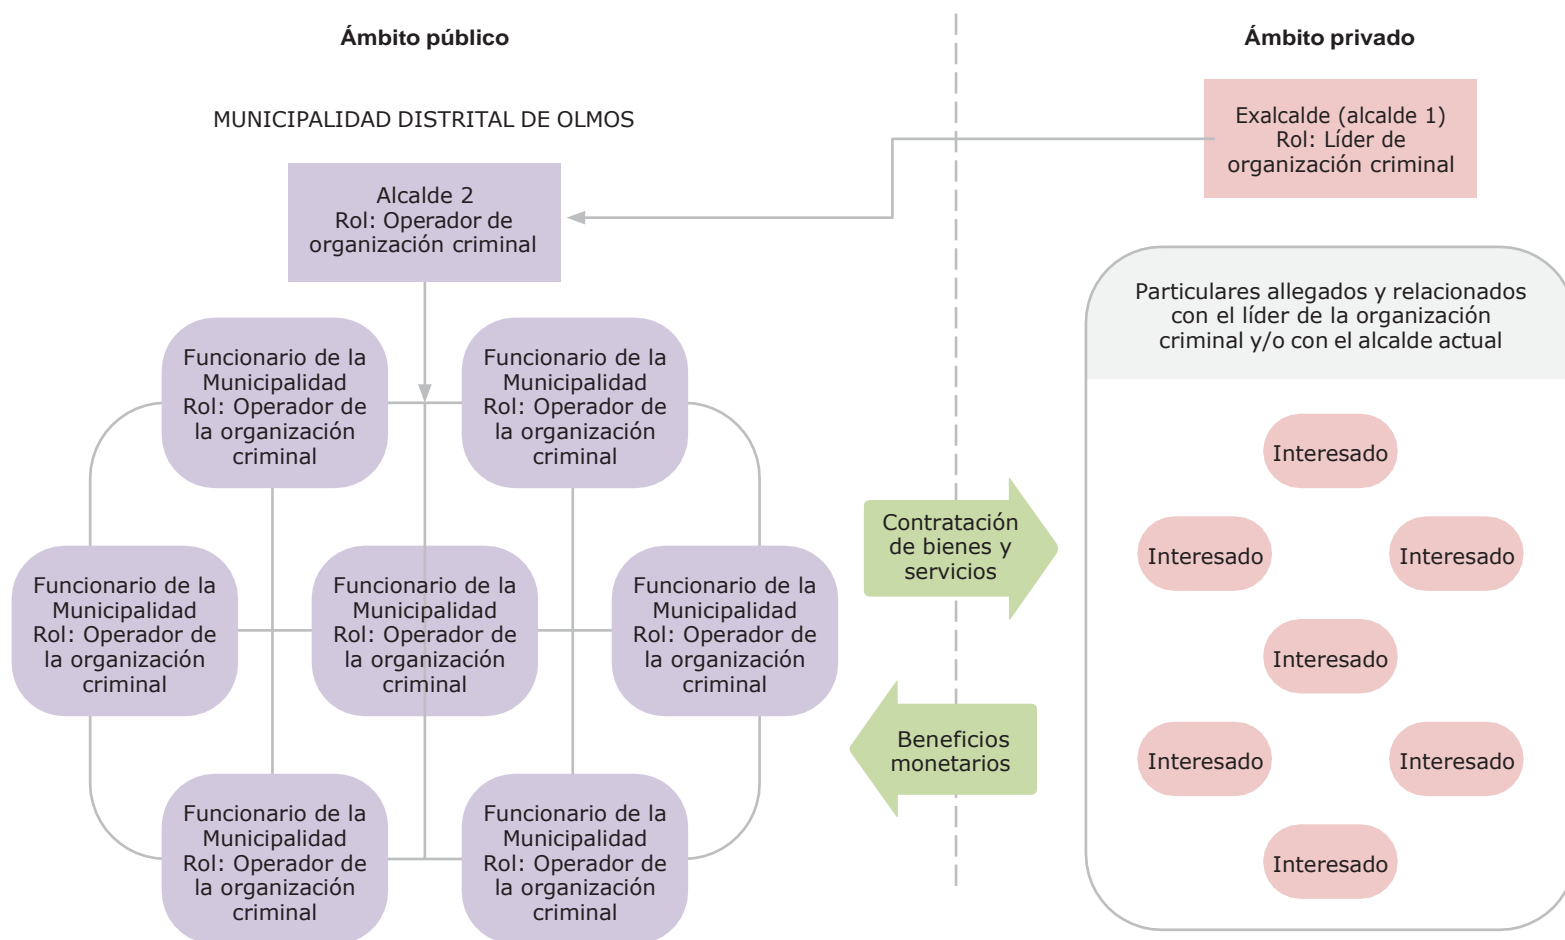 Ámbito público
Ámbito privado
MUNICIPALIDAD DISTRITAL DE OLMOS
Exalcalde (alcalde 1)
Rol: Líder de
organización criminal
Alcalde 2
Rol: Operador de
organización criminal
Particulares allegados y relacionados
con el líder de la organización
criminal y/o con el alcalde actual
Funcionario de la
Municipalidad
Rol: Operador de
la organización
criminal
Funcionario de la
Municipalidad
Rol: Operador de
la organización
criminal
Funcionario de la
Municipalidad
Rol: Operador de
la organización
criminal
Funcionario de la
Municipalidad
Rol: Operador de
la organización
criminal
Funcionario de la
Municipalidad
Rol: Operador de
la organización
criminal
Funcionario de la
Municipalidad
Rol: Operador de
la organización
criminal
Funcionario de la
Municipalidad
Rol: Operador de
la organización
criminal
Contratación
de bienes y
servicios
Beneficios
monetarios
Interesado
Interesado
Interesado
Interesado
Interesado
Interesado
Interesado